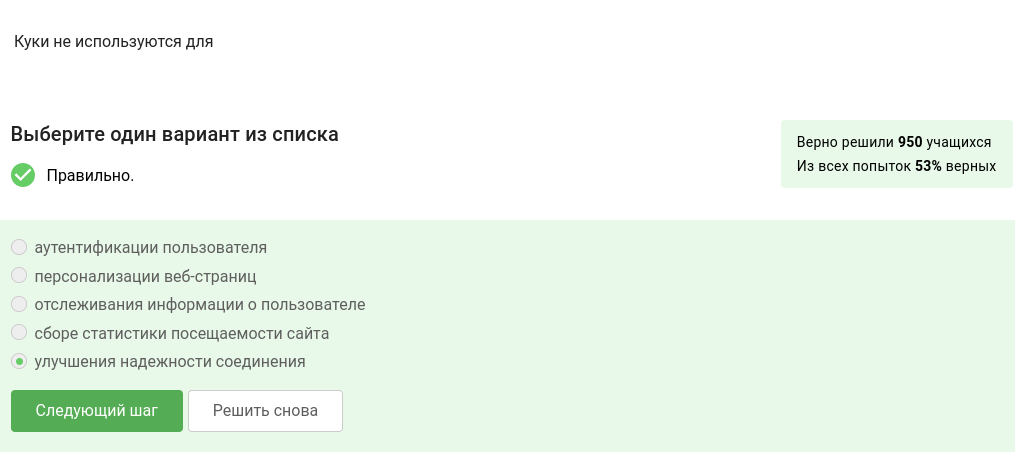 Куки не используются для
Выберите один вариант из списка
Правильно.
Верно решили 950 учащихся
Из всех попыток 53% верных
аутентификации пользователя
персонализации веб-страниц
отслеживания информации о пользователе
сборе статистики посещаемости сайта
улучшения надежности соединения
Следующий шаг
Решить снова